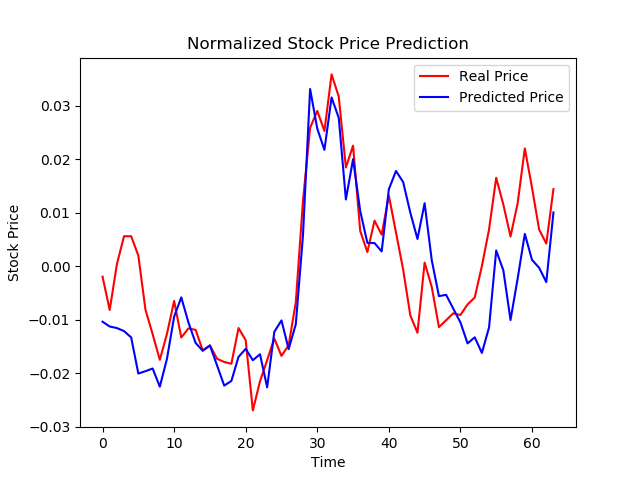 Normalized Stock Price Prediction
Real Price
Predicted Price
Stock Price
0.03
0.02
0.01
0.00
−0.01
−0.02
−0.03
0 10 20 30 40 50 60
Time